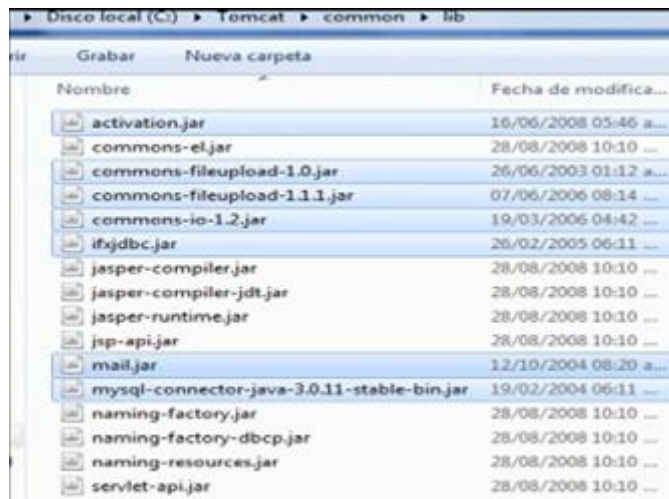 Disco local (C:) ▸ Tomcat ▸ common ▸ lib
Grabar Nueva carpeta
Nombre Fecha de modifica...
activation.jar 16/06/2008 05:46 a...
commons-el.jar 28/08/2008 10:10 ...
commons-fileupload-1.0.jar 26/06/2003 01:12 a...
commons-fileupload-1.1.1.jar 07/06/2006 08:14 ...
commons-io-1.2.jar 19/03/2006 04:42 ...
ifxjdbc.jar 26/02/2005 06:11 ...
jasper-compiler.jar 28/08/2008 10:10 ...
jasper-compiler-jdt.jar 28/08/2008 10:10 ...
jasper-runtime.jar 28/08/2008 10:10 ...
jsp-api.jar 28/08/2008 10:10 ...
mail.jar 12/10/2004 08:20 a...
mysql-connector-java-3.0.11-stable-bin.jar 19/02/2004 06:11 ...
naming-factory.jar 28/08/2008 10:10 ...
naming-factory-dbcp.jar 28/08/2008 10:10 ...
naming-resources.jar 28/08/2008 10:10 ...
servlet-api.jar 28/08/2008 10:10 ...